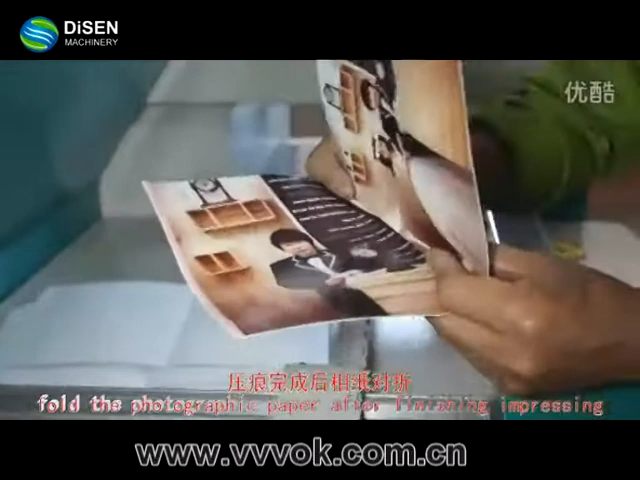 DiSEN
MACHINERY
优酷
压痕完成后相纸对折
fold the photographic paper after finishing impressing
www.vvvok.com.cn